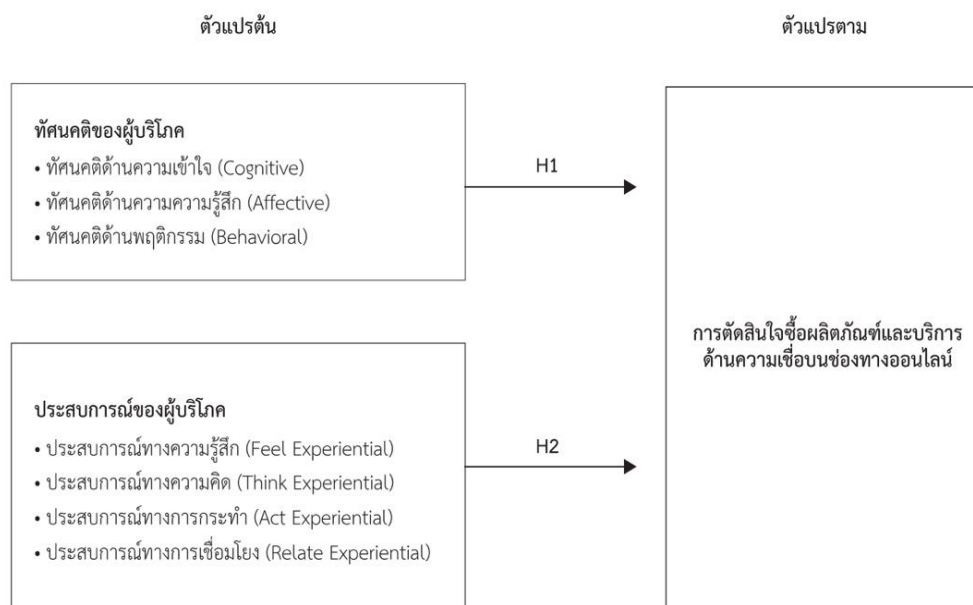 ตัวแปรต้น
ตัวแปรตาม
ทัศนคติของผู้บริโภค
• ทัศนคติด้านความเข้าใจ (Cognitive)
• ทัศนคติด้านความความรู้สึก (Affective)
• ทัศนคติด้านพฤติกรรม (Behavioral)
H1
ประสบการณ์ของผู้บริโภค
• ประสบการณ์ทางความรู้สึก (Feel Experiential)
• ประสบการณ์ทางความคิด (Think Experiential)
• ประสบการณ์ทางการกระทำ (Act Experiential)
• ประสบการณ์ทางการเชื่อมโยง (Relate Experiential)
H2
การตัดสินใจซื้อผลิตภัณฑ์และบริการ
ด้านความเชื่อบนช่องทางออนไลน์